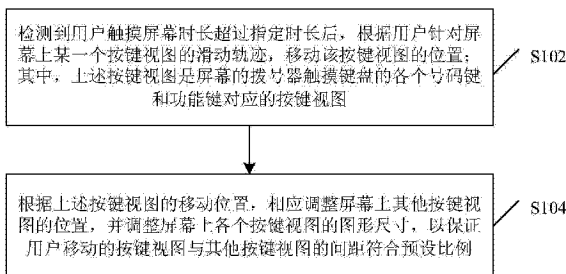 检测到用户触摸屏幕时长超过指定时长后，根据用户针对屏
幕上某一个按键视图的滑动轨迹，移动该按键视图的位置；
其中，上述按键视图是屏幕的拨号器触摸键盘的各个号码键
和功能键对应的按键视图
S102
根据上述按键视图的移动位置，相应调整屏幕上其他按键视
图的位置，并调整屏幕上各个按键视图的图形尺寸，以保证
用户移动的按键视图与其他按键视图的间距符合预设比例
S104